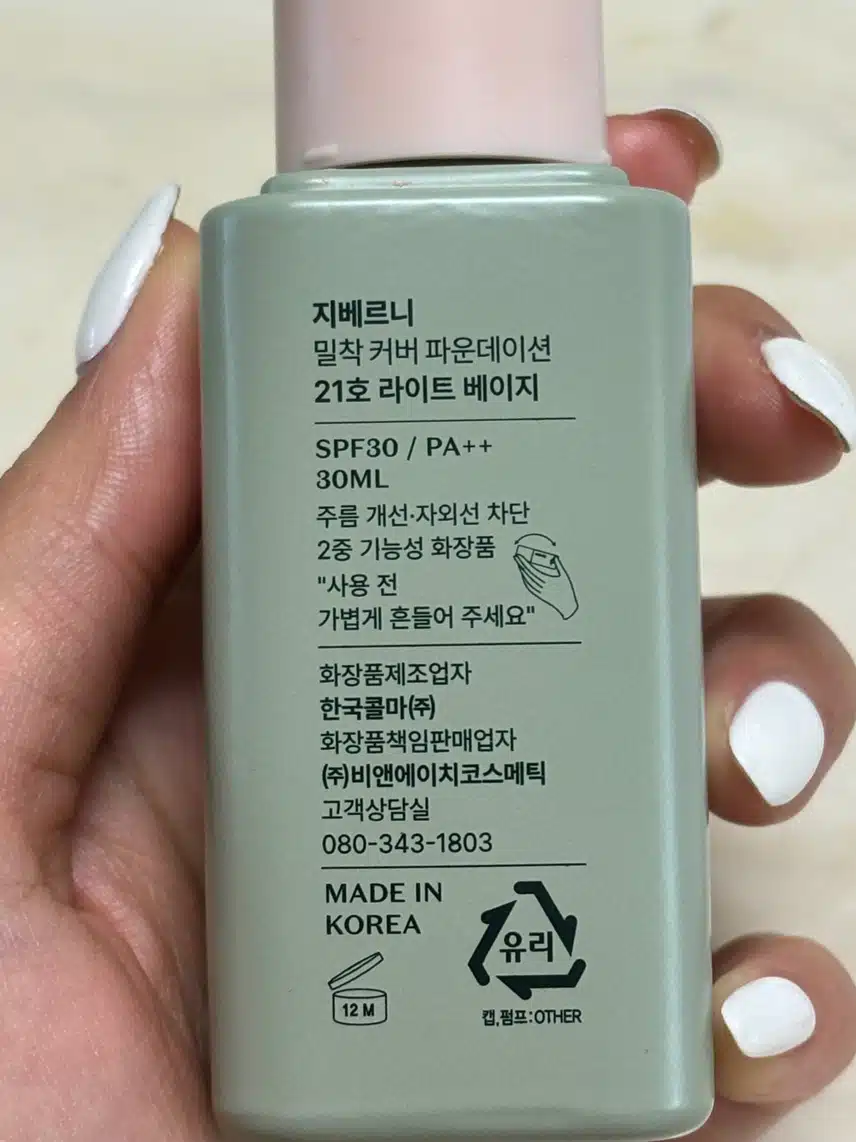 지베르니
밀착 커버 파운데이션
21호 라이트 베이지
SPF30 / PA++
30ML
주름 개선·자외선 차단
2중 기능성 화장품
"사용 전
가볍게 흔들어 주세요"
화장품제조업자
한국콜마㈜
화장품책임판매업자
㈜비앤에이치코스메틱
고객상담실
080-343-1803
MADE IN
KOREA
유리
12 M
캡,펌프:OTHER